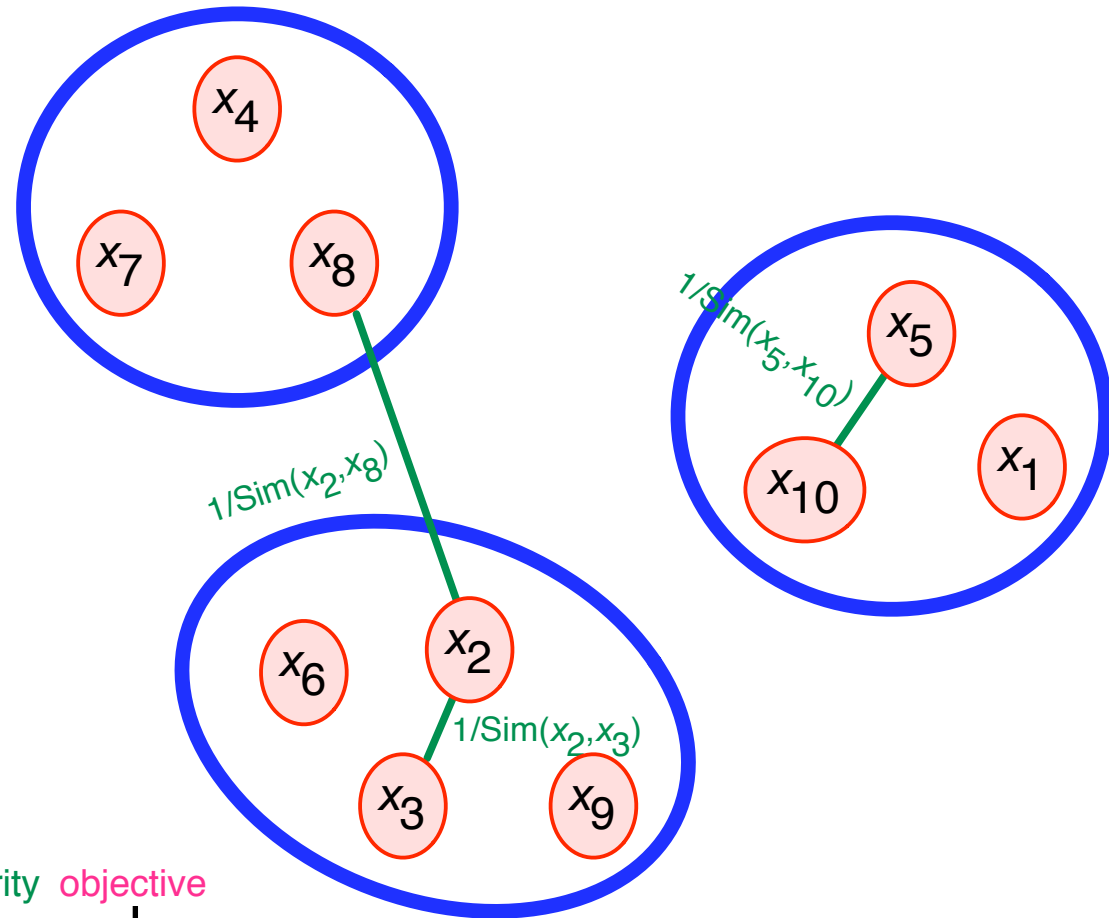 x4
x7
x8
1/Sim(x5,x10)
x5
x10
x1
1/Sim(x2,x8)
x6
x2
1/Sim(x2,x3)
x3
x9
rity objective